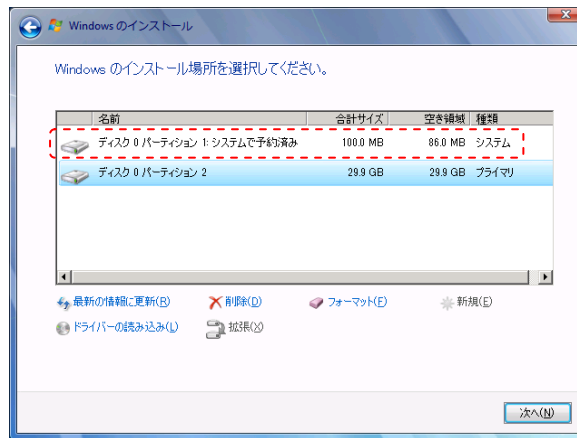 Windows のインストール
Windows のインストール場所を選択してください。
名前 合計サイズ 空き領域 種類
ディスク 0 パーティション 1: システムで予約済み 100.0 MB 86.0 MB システム
ディスク 0 パーティション 2 29.9 GB 29.9 GB プライマリ
最新の情報に更新(R) 削除(D) フォーマット(F) 新規(E)
ドライバーの読み込み(L) 拡張(X)
次へ(N)